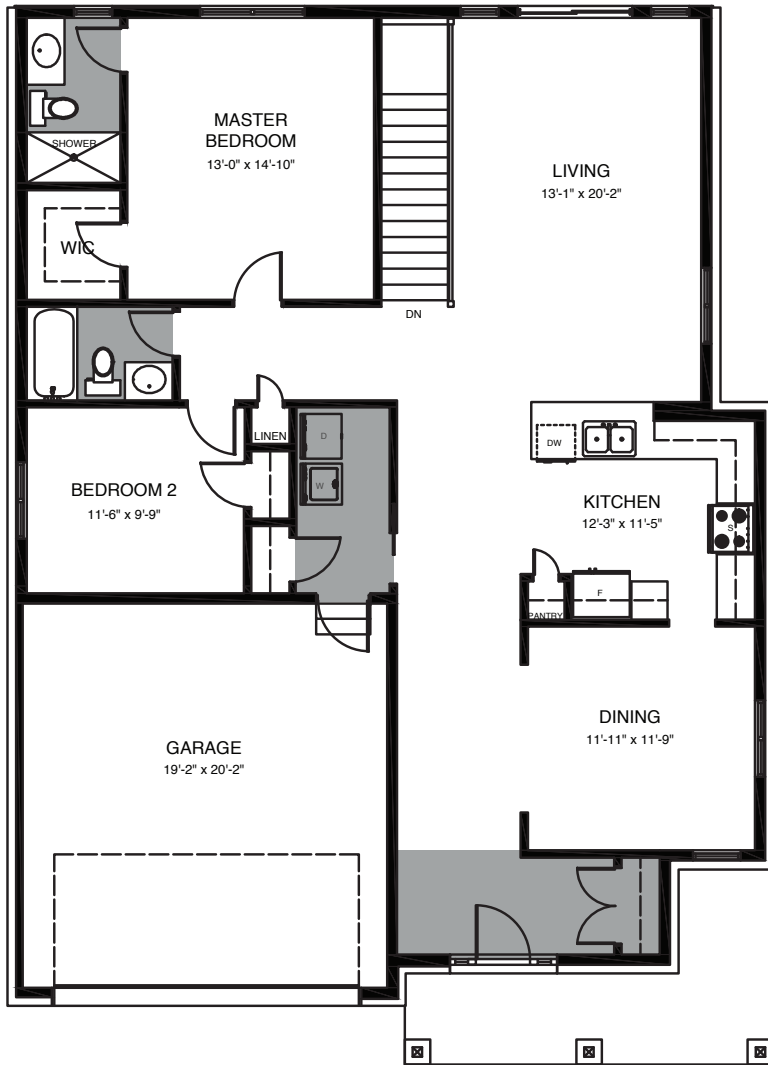 MASTER
BEDROOM
13'-0" x 14'-10"
SHOWER
LIVING
13'-1" x 20'-2"
WIC
DN
LINEN
D
W
DW
BEDROOM 2
11'-6" x 9'-9"
KITCHEN
12'-3" x 11'-5"
S
F
PANTRY
DINING
11'-11" x 11'-9"
GARAGE
19'-2" x 20'-2"